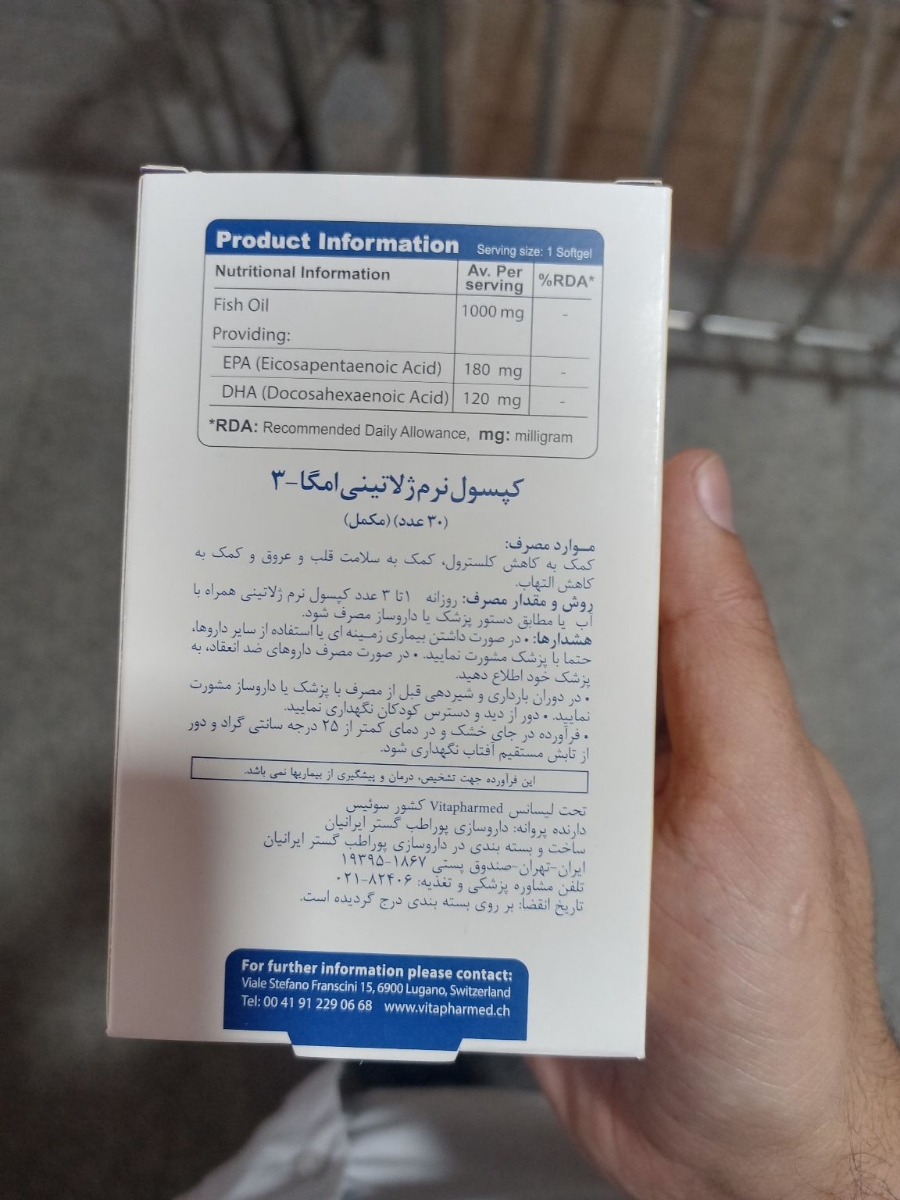 Product Information Serving size: 1 Softgel
Nutritional Information Av. Per serving %RDA*
Fish Oil 1000 mg -
Providing:
EPA (Eicosapentaenoic Acid) 180 mg -
DHA (Docosahexaenoic Acid) 120 mg -
*RDA: Recommended Daily Allowance, mg: milligram
کپسول نرم ژلاتینی امگا-۳
(۳۰ عدد) (مکمل)
موارد مصرف:
کمک به کاهش کلسترول، کمک به سلامت قلب و عروق و کمک به
کاهش التهاب.
روش و مقدار مصرف: روزانه ۱تا ۳ عدد کپسول نرم ژلاتینی همراه با
آب یا مطابق دستور پزشک یا داروساز مصرف شود.
هشدارها: • در صورت داشتن بیماری زمینه ای یا استفاده از سایر داروها،
حتما با پزشک مشورت نمایید. • در صورت مصرف داروهای ضد انعقاد، به
پزشک خود اطلاع دهید.
• در دوران بارداری و شیردهی قبل از مصرف با پزشک یا داروساز مشورت
نمایید. • دور از دید و دسترس کودکان نگهداری نمایید.
• فرآورده در جای خشک و در دمای کمتر از ۲۵ درجه سانتی گراد و دور
از تابش مستقیم آفتاب نگهداری شود.
این فرآورده جهت تشخیص، درمان و پیشگیری از بیماریها نمی باشد.
تحت لیسانس Vitapharmed کشور سوئیس
دارنده پروانه: داروسازی پوراطب گستر ایرانیان
ساخت و بسته بندی در داروسازی پوراطب گستر ایرانیان
ایران-تهران-صندوق پستی ۱۸۶۷-۱۹۳۹۵
تلفن مشاوره پزشکی و تغذیه: ۸۲۴۰۶-۰۲۱
تاریخ انقضا: بر روی بسته بندی درج گردیده است.
For further information please contact:
Viale Stefano Franscini 15, 6900 Lugano, Switzerland
Tel: 00 41 91 229 06 68 www.vitapharmed.ch